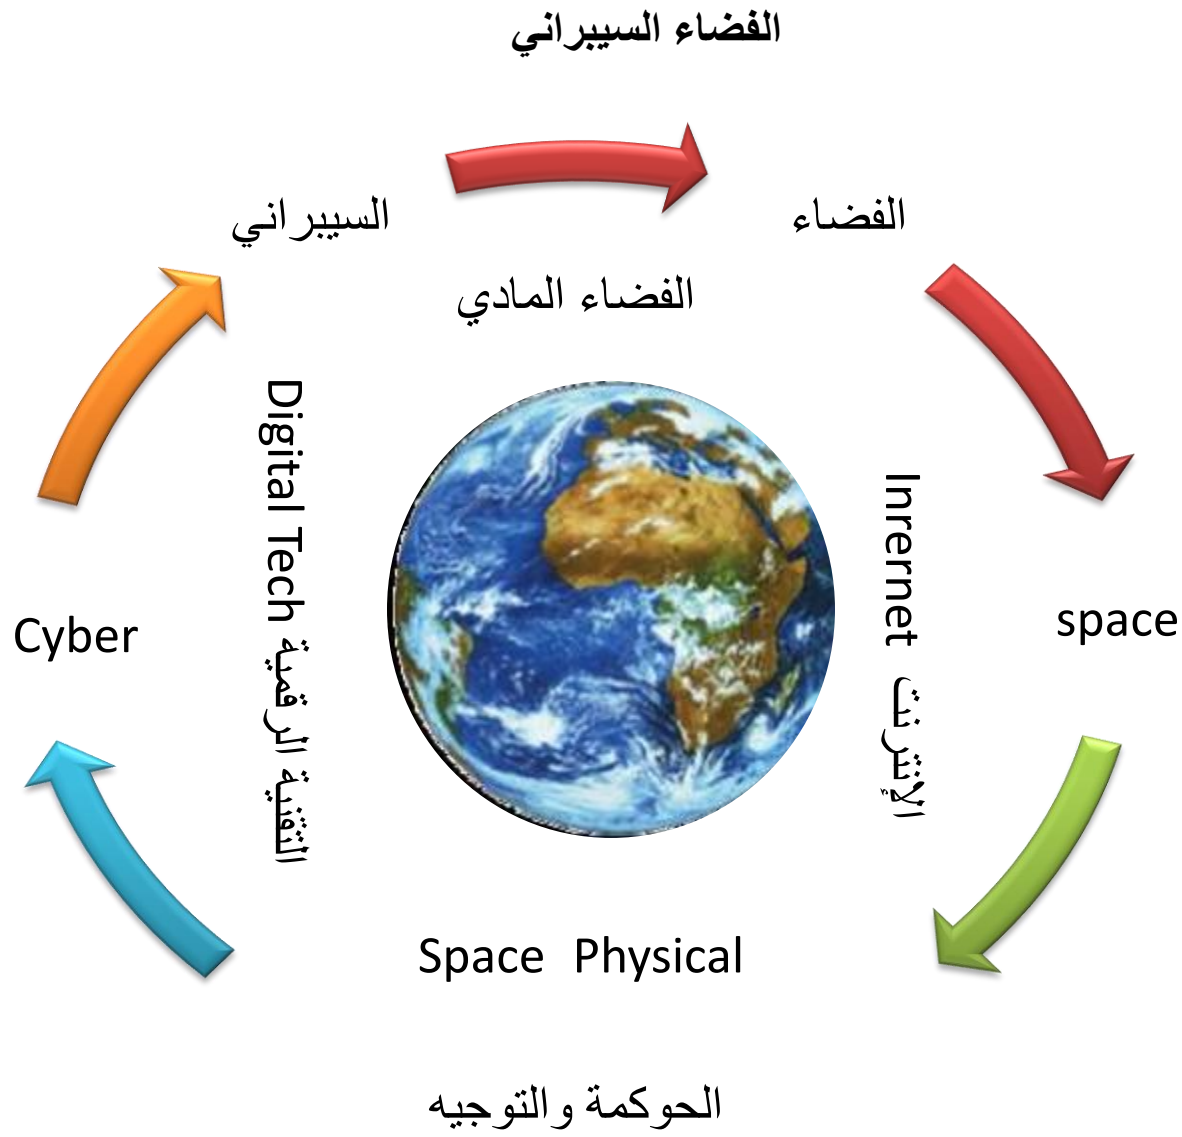 الفضاء السيبراني
السيبراني
الفضاء
الفضاء المادي
Digital Tech التقنية الرقمية
Inrernet الإنترنت
Cyber
space
Space Physical
الحوكمة والتوجيه